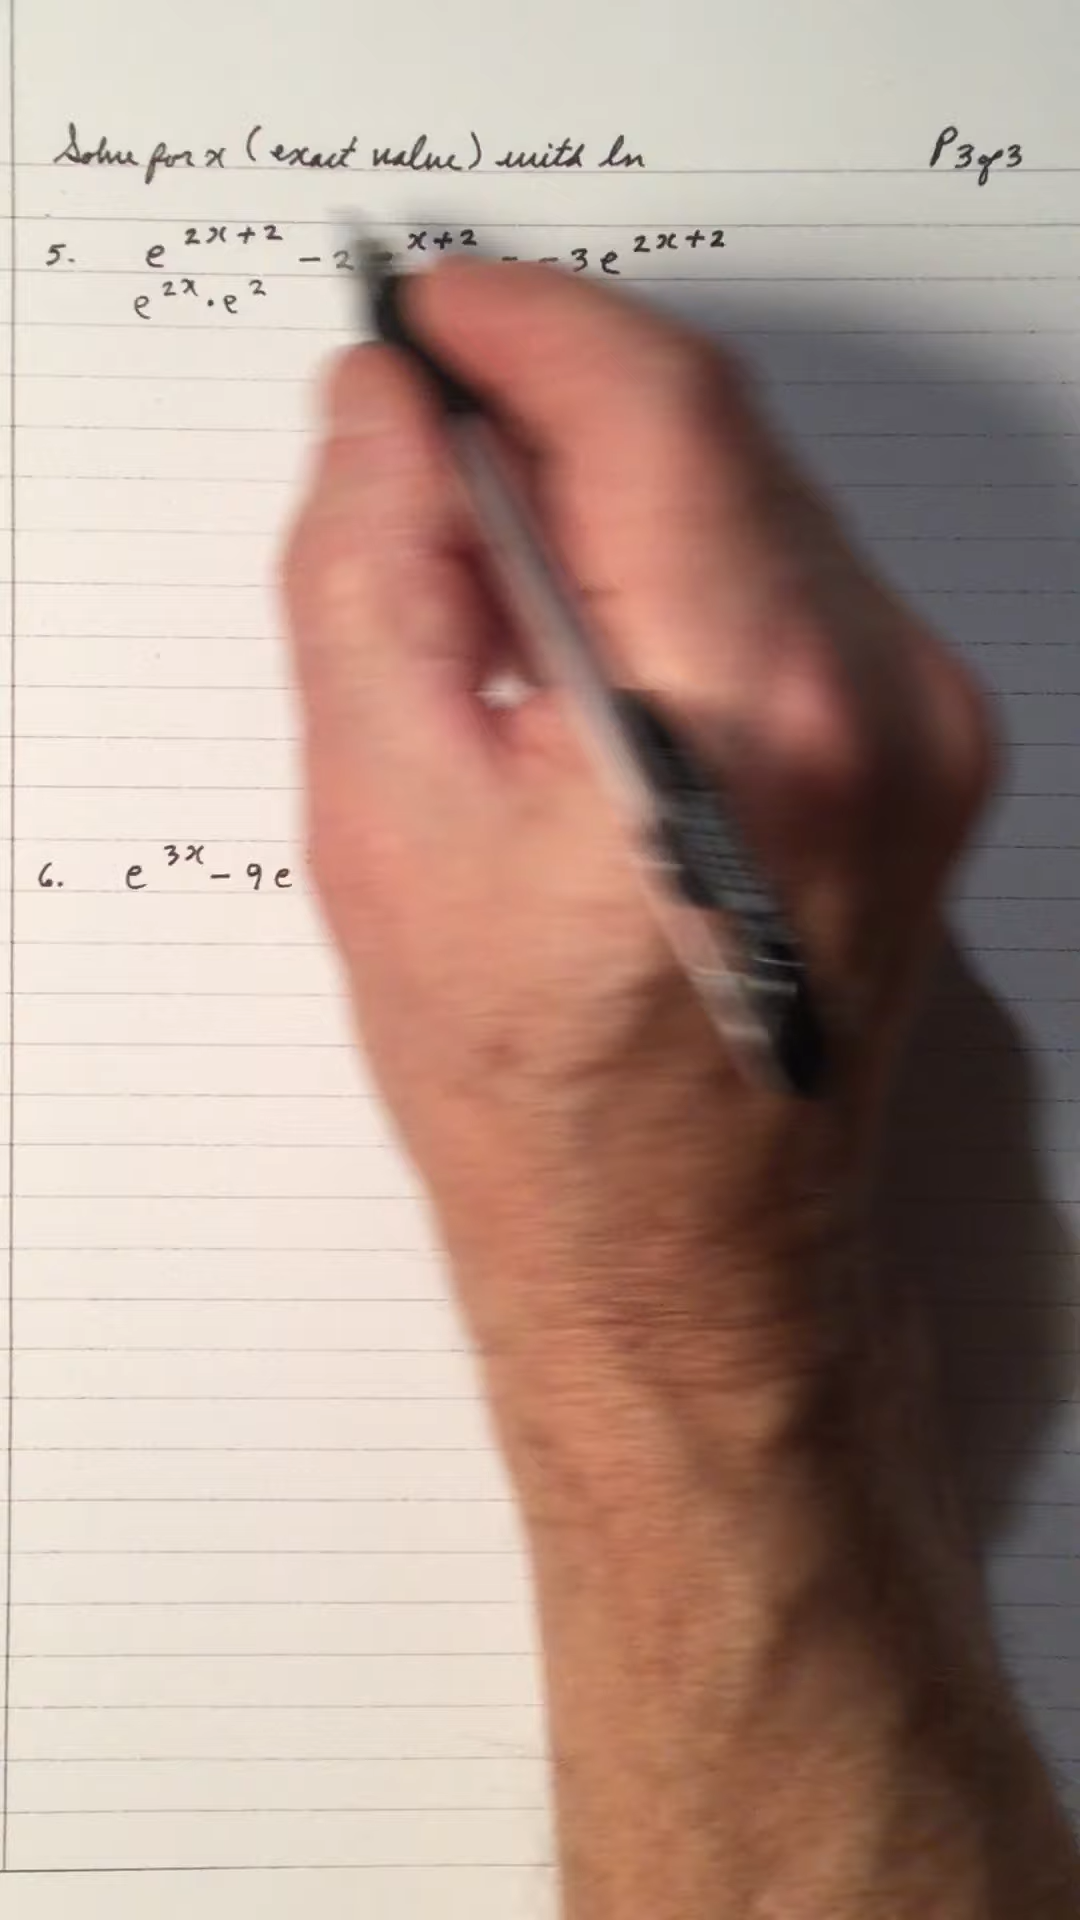 Solve for x (exact value) with ln P 3 of 3
5. e^{2x+2} - 2 ^{x+2} - 3e^{2x+2}
e^{2x} · e^2
6. e^{3x} - 9e